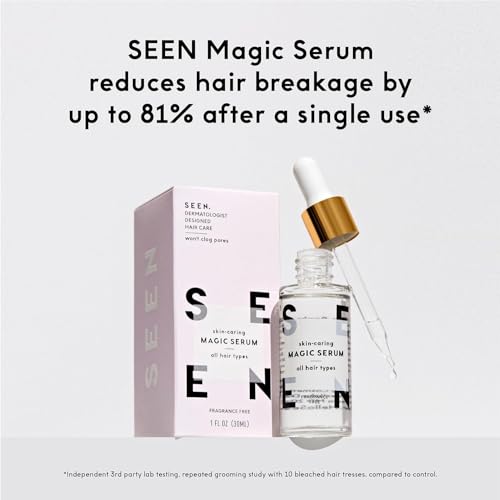 SEEN Magic Serum
reduces hair breakage by
up to 81% after a single use*
SEEN.
DERMATOLOGIST
DESIGNED
HAIR CARE
won't clog pores
SEEN
S E
skin-caring
MAGIC SERUM
all hair types
E N
FRAGRANCE FREE
1 FL OZ (30ML)
S E
skin-caring
MAGIC SERUM
all hair types
E N
*Independent 3rd party lab testing, repeated grooming study with 10 bleached hair tresses, compared to control.